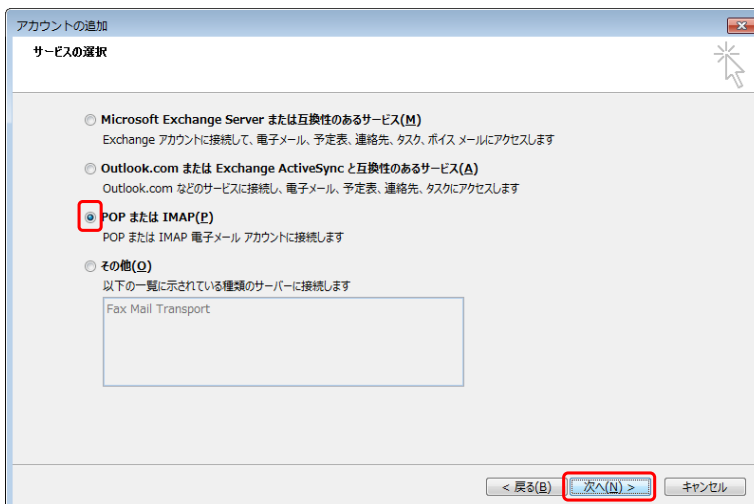 アカウントの追加
サービスの選択
Microsoft Exchange Server または互換性のあるサービス(M)
Exchange アカウントに接続して、電子メール、予定表、連絡先、タスク、ボイス メールにアクセスします
Outlook.com または Exchange ActiveSync と互換性のあるサービス(A)
Outlook.com などのサービスに接続し、電子メール、予定表、連絡先、タスクにアクセスします
POP または IMAP(P)
POP または IMAP 電子メール アカウントに接続します
その他(O)
以下の一覧に示されている種類のサーバーに接続します
Fax Mail Transport
< 戻る(B) 次へ(N) > キャンセル